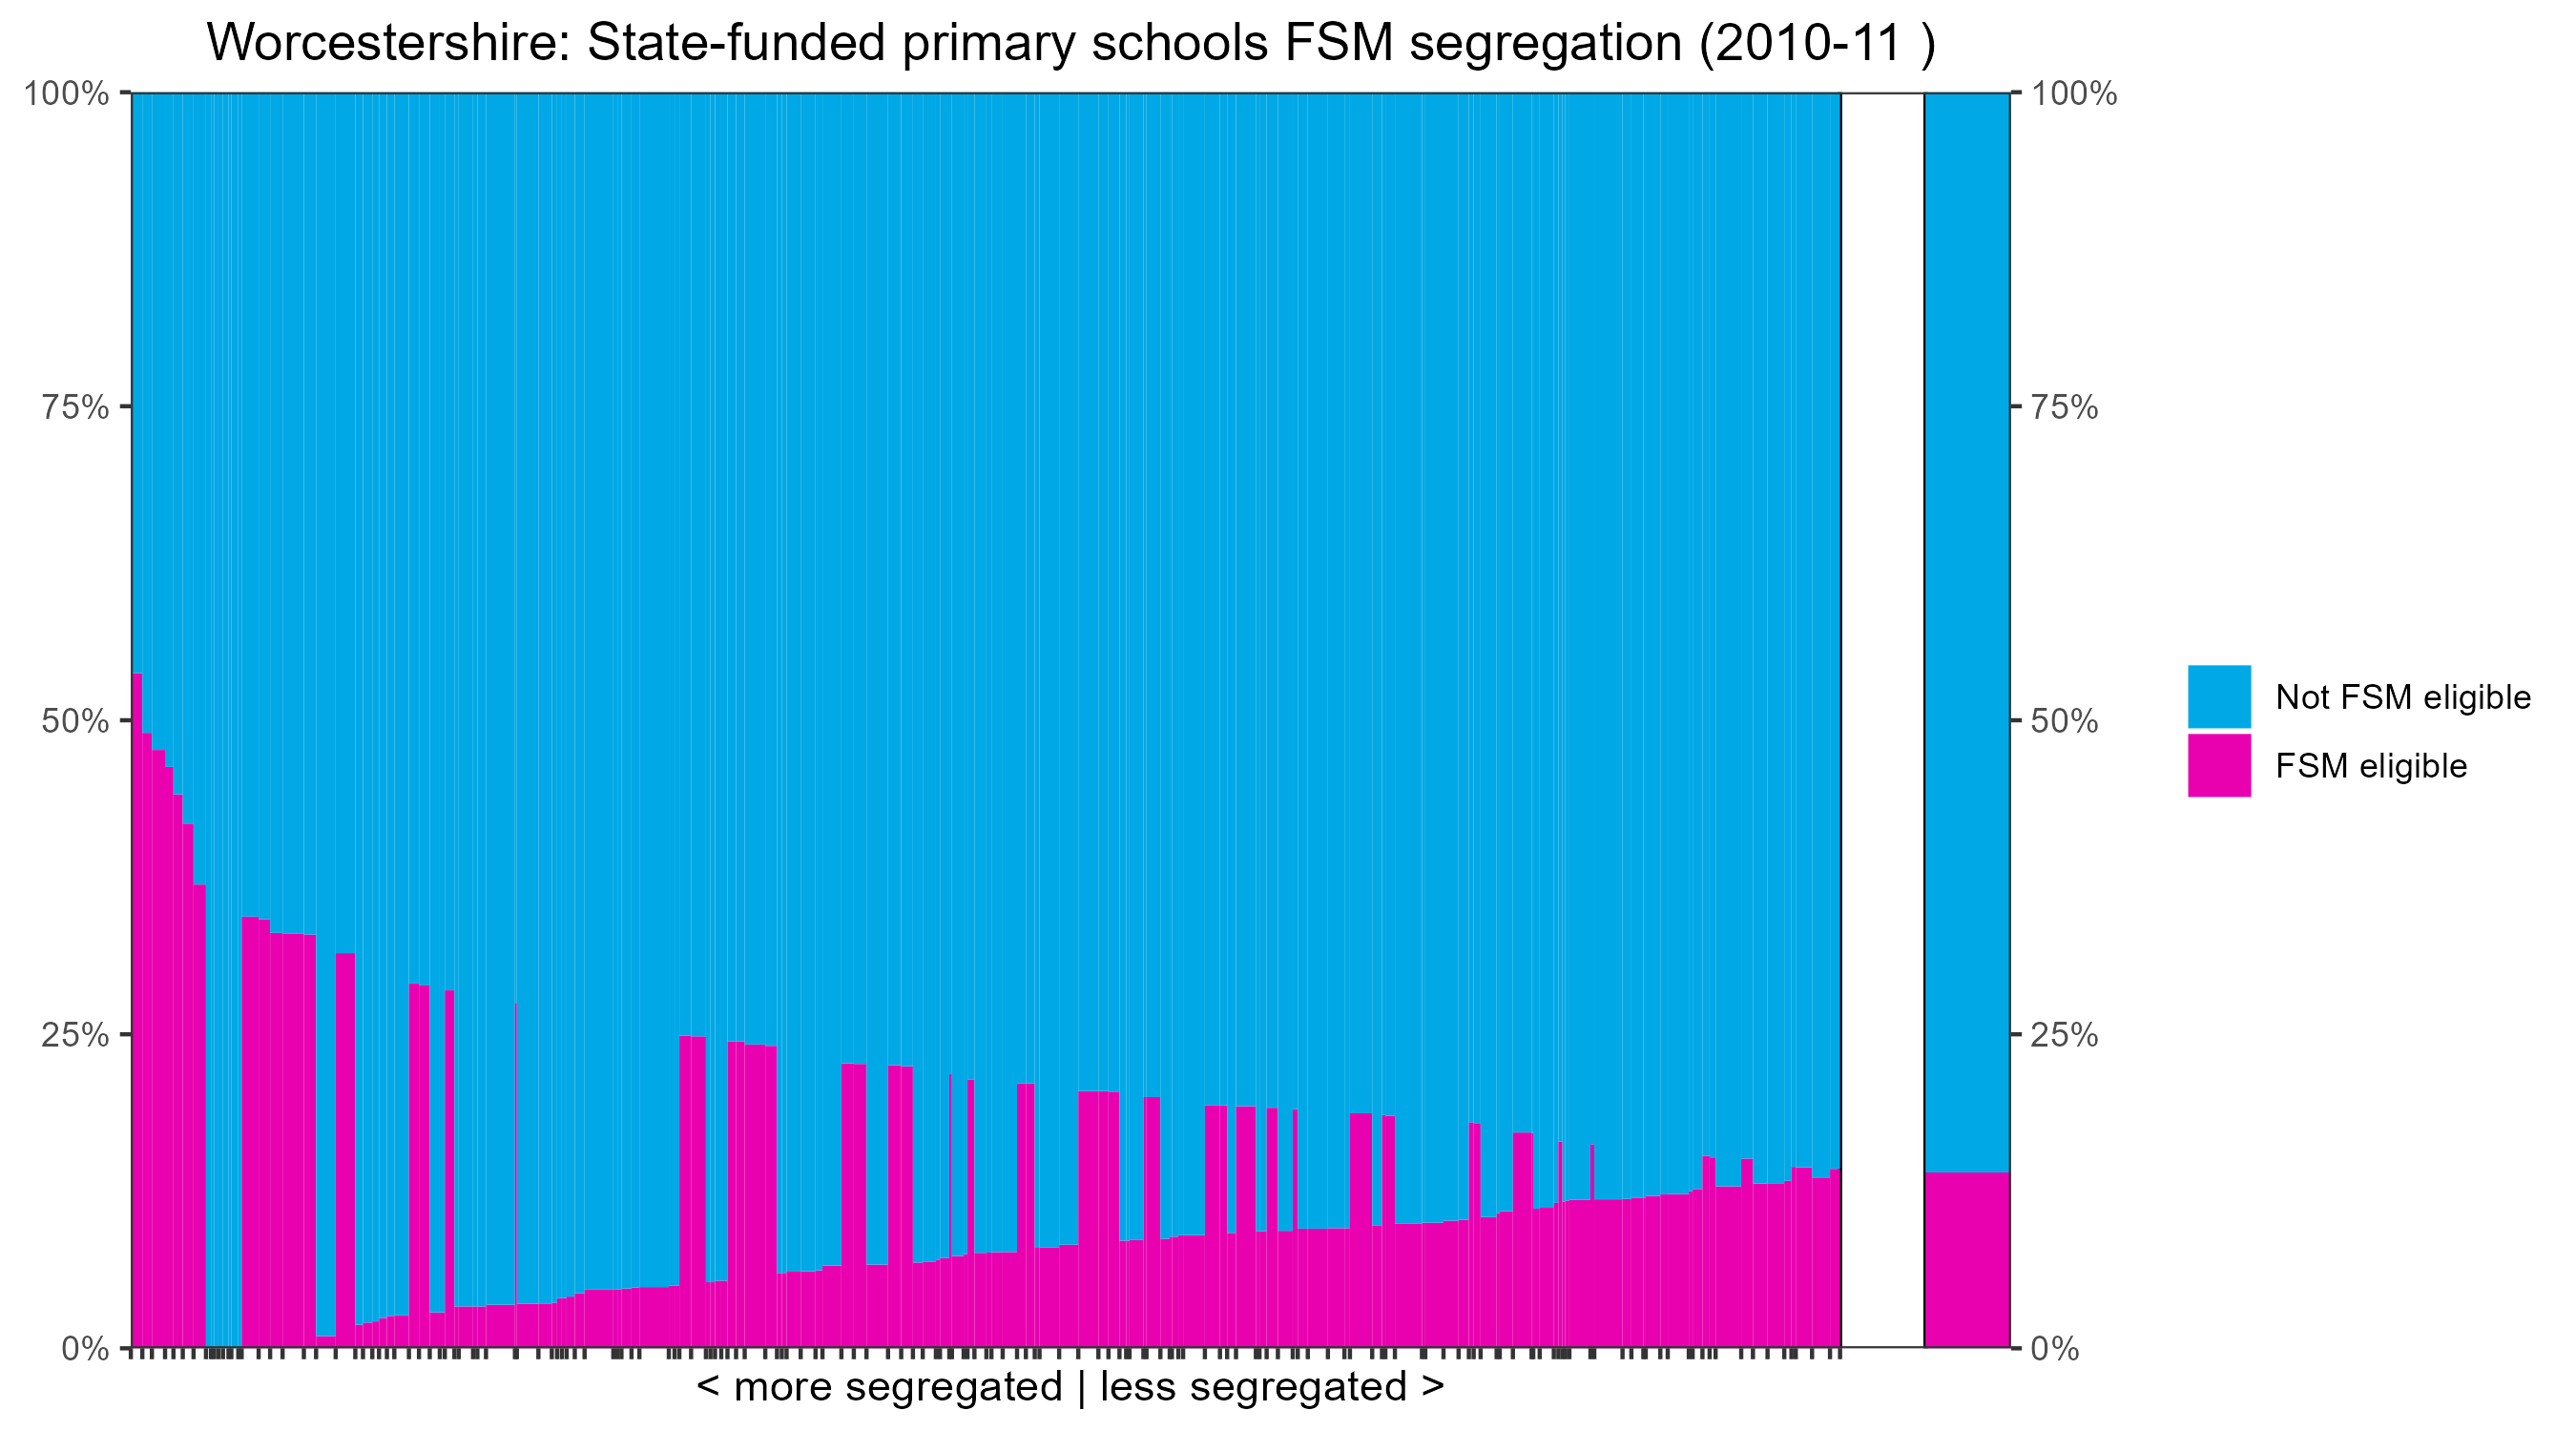 Worcestershire: State-funded primary schools FSM segregation (2010-11 )
100%
75%
50%
25%
0%
100%
75%
50%
25%
0%
Not FSM eligible
FSM eligible
< more segregated | less segregated >